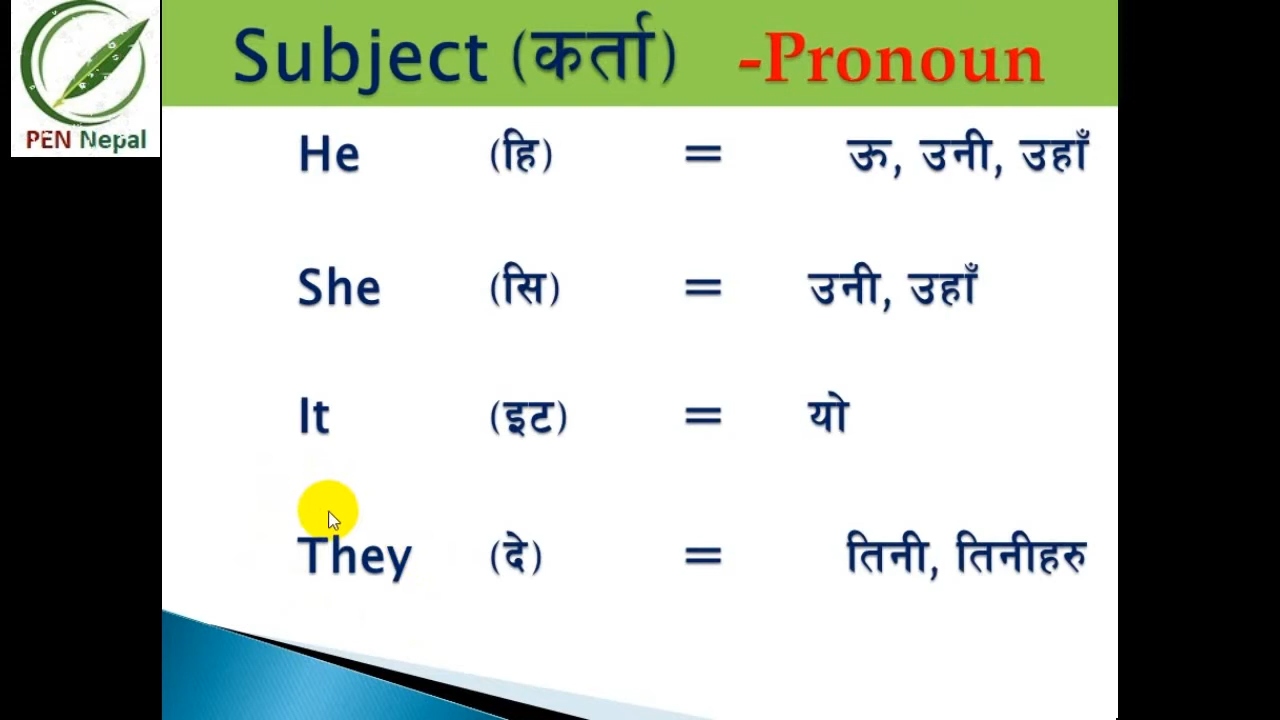 Subject (कर्ता) -Pronoun
PEN Nepal
He (हि) = ऊ, उनी, उहाँ
She (सि) = उनी, उहाँ
It (इट) = यो
They (दे) = तिनी, तिनीहरु